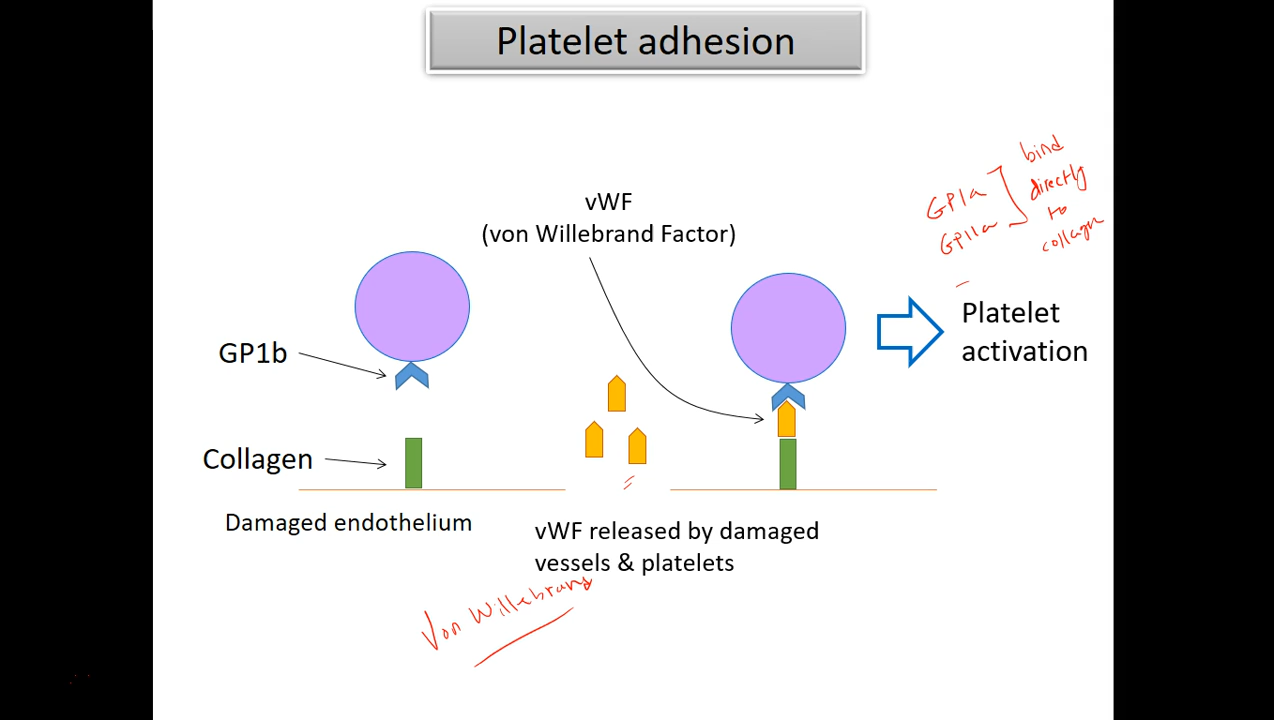 Platelet adhesion
bind
directly
to
collagen
GP1a
GP11a
vWF
(von Willebrand Factor)
GP1b
Platelet
activation
Collagen
Damaged endothelium
vWF released by damaged
vessels & platelets
Von Willebrand